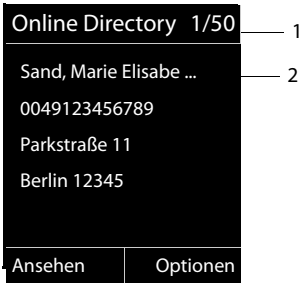 Online Directory 1/50
1
Sand, Marie Elisabe ...
2
0049123456789
Parkstraße 11
Berlin 12345
Ansehen Optionen